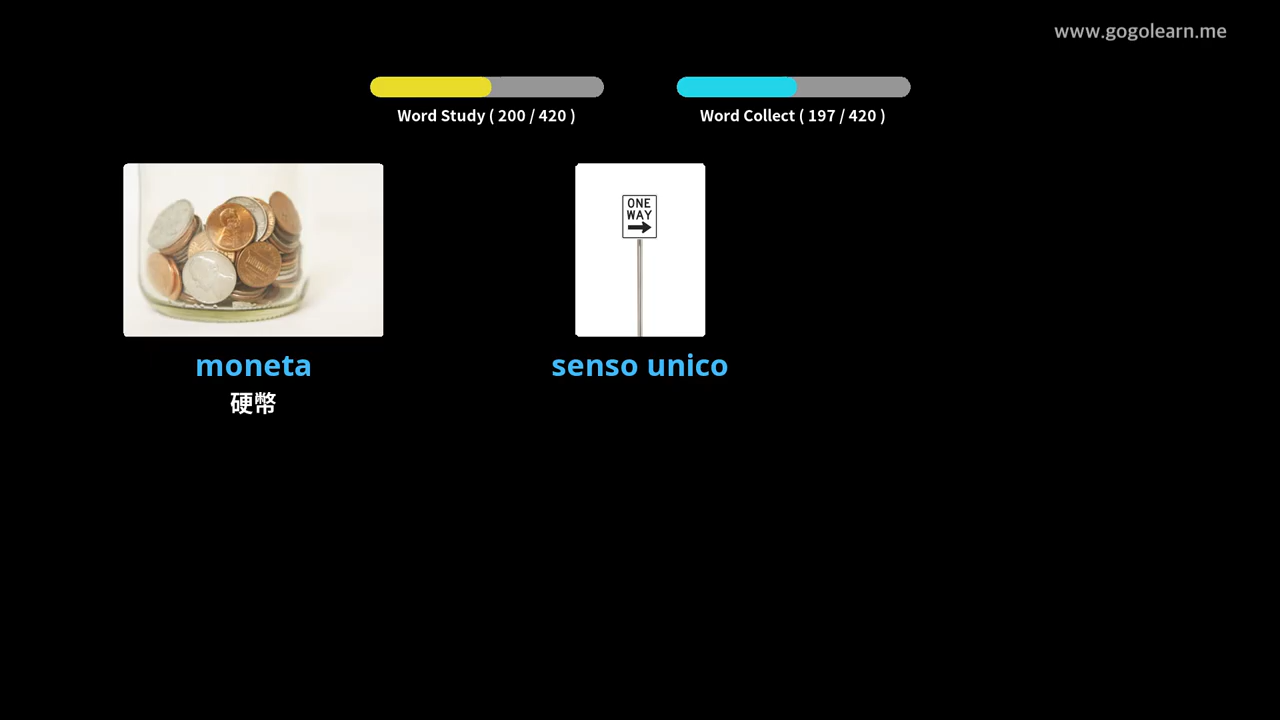 www.gogolearn.me
Word Study ( 200 / 420 )
Word Collect ( 197 / 420 )
ONE
WAY
moneta
硬幣
senso unico